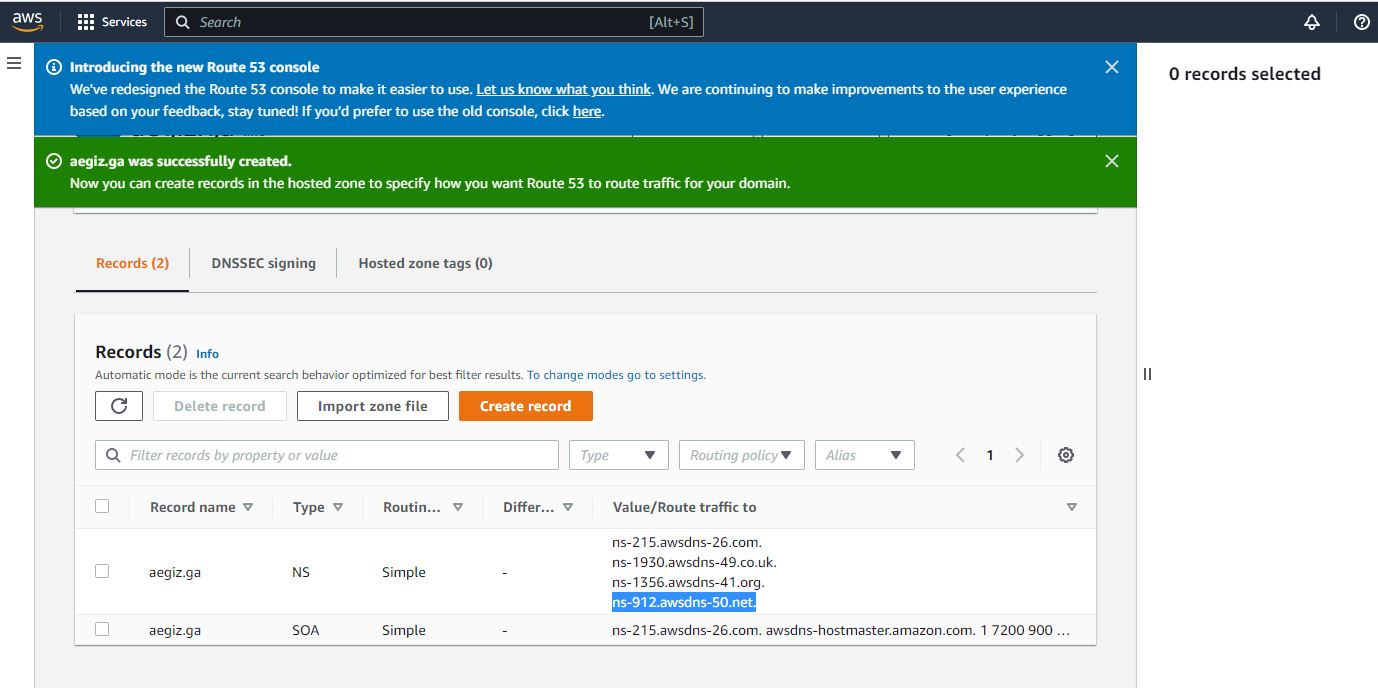 aws
Services
Search
[Alt+S]
Introducing the new Route 53 console
We've redesigned the Route 53 console to make it easier to use. Let us know what you think. We are continuing to make improvements to the user experience
based on your feedback, stay tuned! If you'd prefer to use the old console, click here.
0 records selected
aegiz.ga was successfully created.
Now you can create records in the hosted zone to specify how you want Route 53 to route traffic for your domain.
Records (2)
DNSSEC signing
Hosted zone tags (0)
Records (2) Info
Automatic mode is the current search behavior optimized for best filter results. To change modes go to settings.
Delete record
Import zone file
Create record
Filter records by property or value
Type
Routing policy
Alias
1
Record name
Type
Routin...
Differ...
Value/Route traffic to
aegiz.ga
NS
Simple
-
ns-215.awsdns-26.com.
ns-1930.awsdns-49.co.uk.
ns-1356.awsdns-41.org.
ns-912.awsdns-50.net.
aegiz.ga
SOA
Simple
-
ns-215.awsdns-26.com. awsdns-hostmaster.amazon.com. 1 7200 900 ...